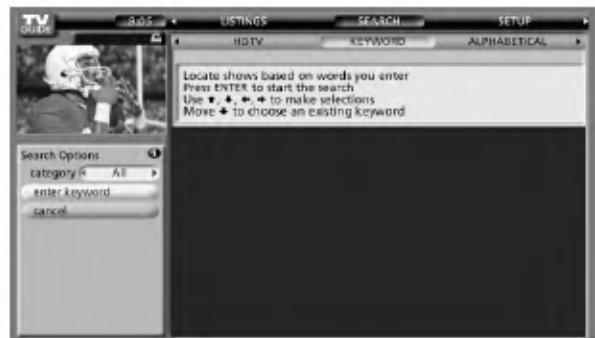 TV GUIDE
8:05
LISTINGS SEARCH SETUP
HDTV KEYWORD ALPHABETICAL
Locate shows based on words you enter
Press ENTER to start the search
Use ↑, ↓, ←, → to make selections
Move ↓ to choose an existing keyword
Search Options
category All
enter keyword
cancel